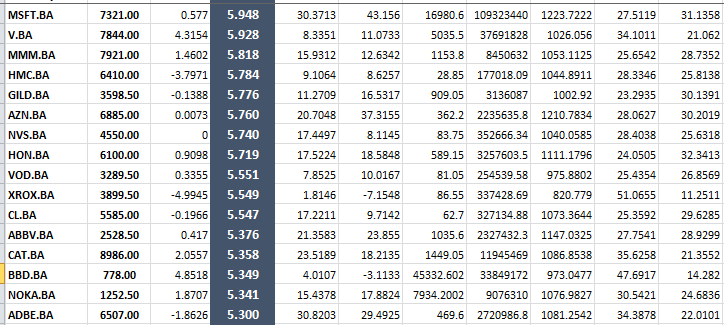 MSFT.BA 7321.00 0.577 5.948 30.3713 43.156 16980.6 109323440 1223.7222 27.5119 31.1358
V.BA 7844.00 4.3154 5.928 8.3351 11.0733 5035.5 37691828 1026.056 34.1011 21.062
MMM.BA 7921.00 1.4602 5.818 15.9312 12.6342 1153.8 8450632 1053.1125 25.6542 28.7352
HMC.BA 6410.00 -3.7971 5.784 9.1064 8.6257 28.85 177018.09 1044.8911 28.3346 25.8138
GILD.BA 3598.50 -0.1388 5.776 11.2709 16.5317 909.05 3136087 1002.92 23.2935 30.1391
AZN.BA 6885.00 0.0073 5.760 20.7048 37.3155 362.2 2235635.8 1210.7834 28.0627 30.2019
NVS.BA 4550.00 0 5.740 17.4497 8.1145 83.75 352666.34 1040.0585 28.4038 25.6318
HON.BA 6100.00 0.9098 5.719 17.5224 18.5848 589.15 3257603.5 1111.1796 24.0505 32.3413
VOD.BA 3289.50 0.3355 5.551 7.8525 10.0167 81.05 254539.58 975.8802 25.4354 26.8569
XROX.BA 3899.50 -4.9945 5.549 1.8146 -7.1548 86.55 337428.69 820.779 51.0655 11.2511
CL.BA 5585.00 -0.1966 5.547 17.2211 9.7142 62.7 327134.88 1073.3644 25.3592 29.6285
ABBV.BA 2528.50 0.417 5.376 21.3583 23.855 1035.6 2327432.3 1147.0325 27.7541 28.9299
CAT.BA 8986.00 2.0557 5.358 23.5189 18.2135 1449.05 11945469 1086.8538 35.6258 21.3552
BBD.BA 778.00 4.8518 5.349 4.0107 -3.1133 45332.602 33849172 973.0477 47.6917 14.282
NOKA.BA 1252.50 1.8707 5.341 15.4378 17.8824 7934.2002 9076310 1076.9827 30.5421 24.6836
ADBE.BA 6507.00 -1.8626 5.300 30.8203 29.4925 469.6 2720986.8 1081.2542 34.3878 22.0101